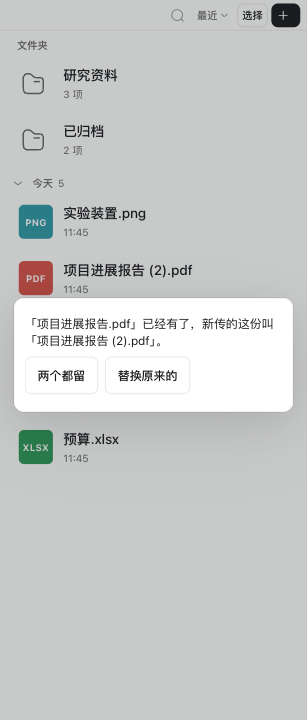 最近
选择
文件夹
研究资料
3 项
已归档
2 项
今天 5
PNG
实验装置.png
11:45
PDF
项目进展报告 (2).pdf
11:45
「项目进展报告.pdf」已经有了，新传的这份叫
「项目进展报告 (2).pdf」。
两个都留
替换原来的
XLSX
预算.xlsx
11:45